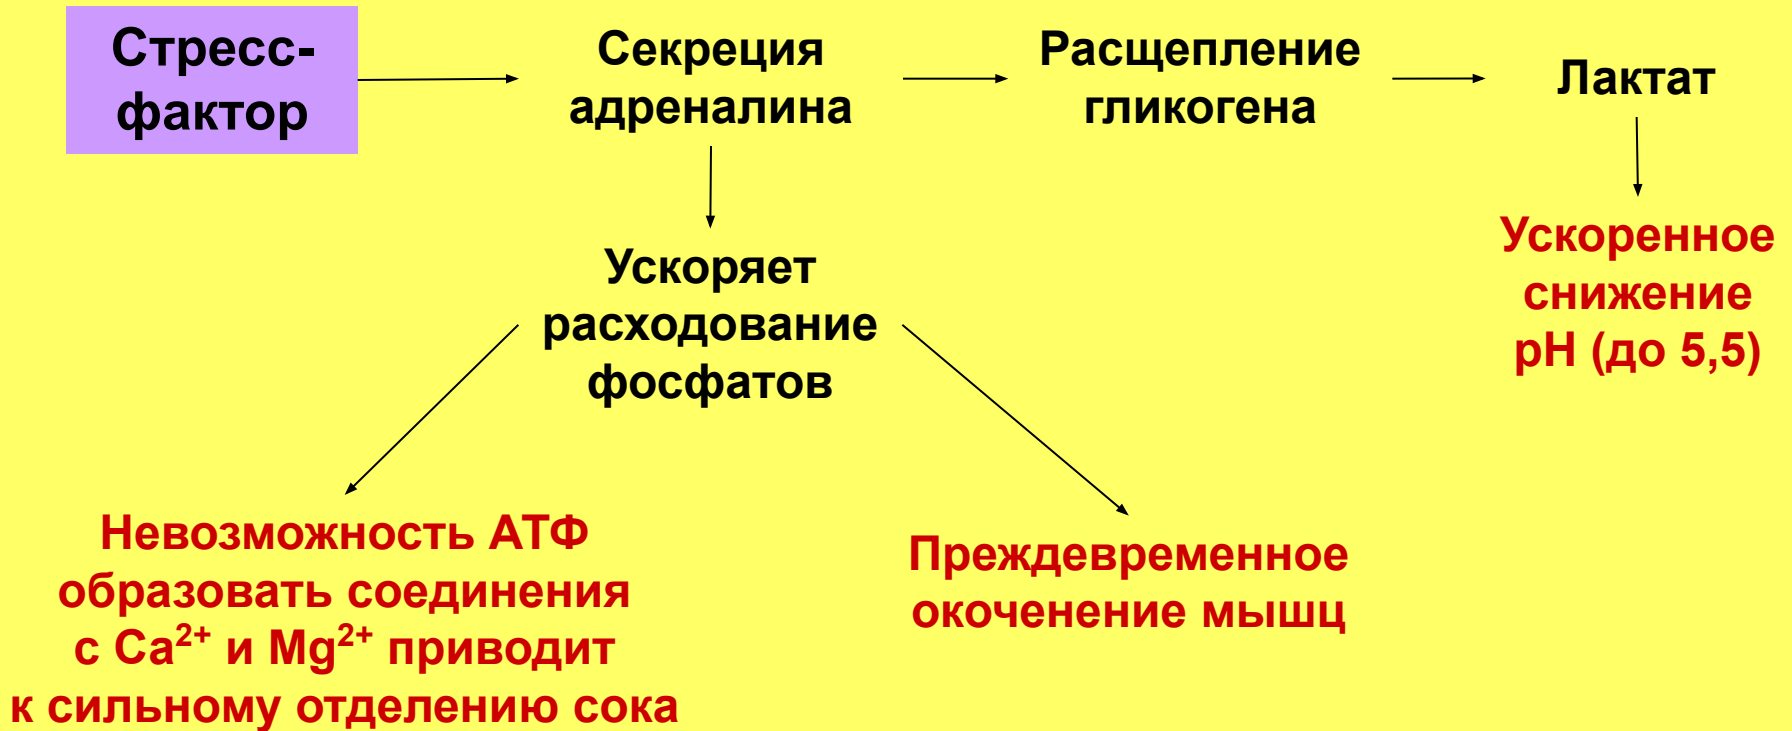 Стресс-
фактор
Секреция
адреналина
Расщепление
гликогена
Лактат
Ускоряет
расходование
фосфатов
Ускоренное
снижение
pH (до 5,5)
Невозможность АТФ
образовать соединения
с Ca²⁺ и Mg²⁺ приводит
к сильному отделению сока
Преждевременное
окоченение мышц